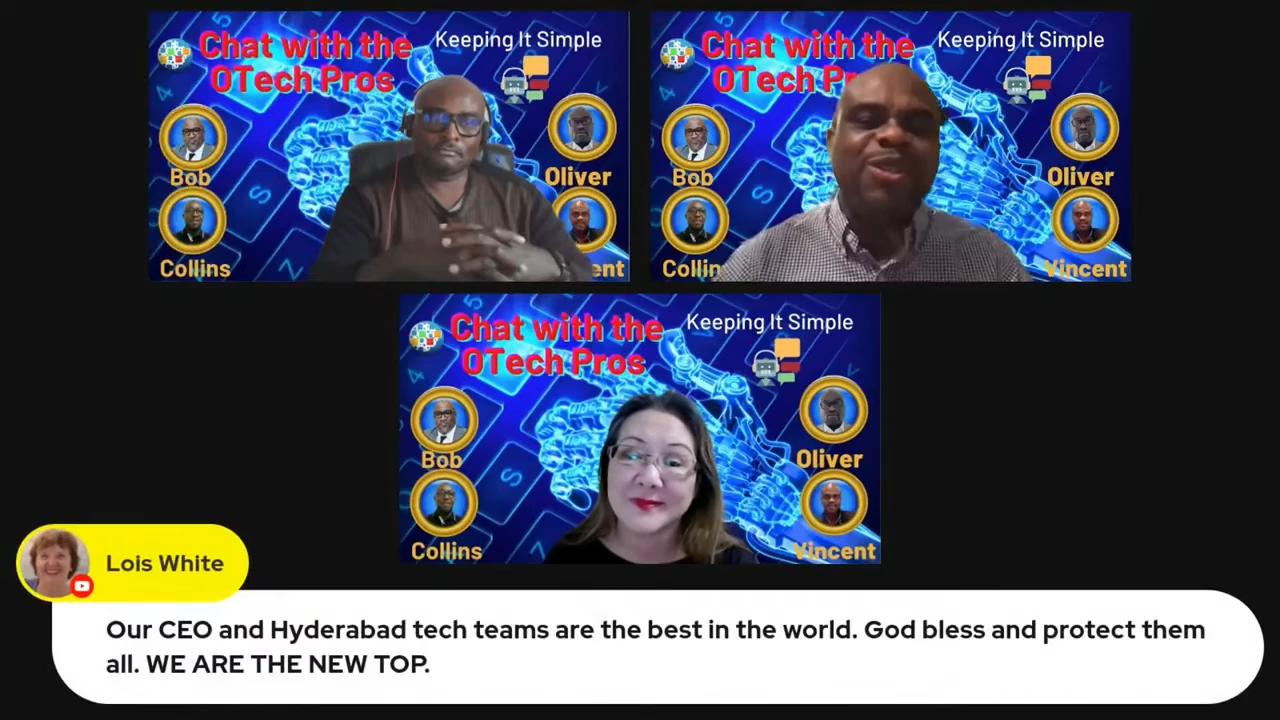 Chat with the
OTech Pros
Keeping It Simple
Bob
Oliver
Collins
ent
Chat with the
OTech Pr
Keeping It Simple
Bob
Oliver
Collin
Vincent
Chat with the
OTech Pros
Keeping It Simple
Bob
Oliver
Collins
Vincent
Lois White
Our CEO and Hyderabad tech teams are the best in the world. God bless and protect them
all. WE ARE THE NEW TOP.